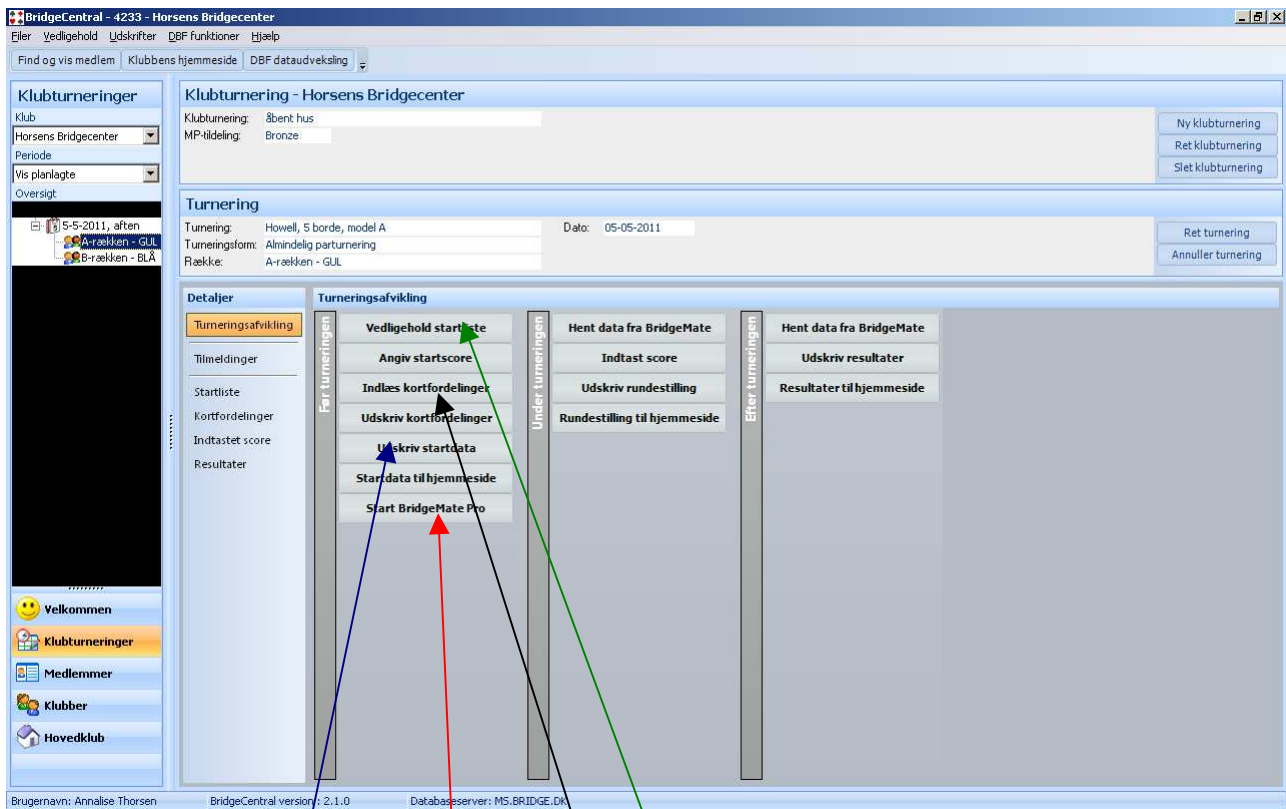 BridgeCentral - 4233 - Horsens Bridgecenter
Filer Vedligehold Udskrifter DBF funktioner Hjælp
Find og vis medlem Klubbens hjemmeside DBF dataudveksling
Klubturneringer
Klub
Horsens Bridgecenter
Periode
Vis planlagte
Oversigt
5-5-2011, aften
A-rækken - GUL
B-rækken - BLÅ
Velkommen
Klubturneringer
Medlemmer
Klubber
Hovedklub
Klubturnering - Horsens Bridgecenter
Klubturnering: åbent hus
MP-tildeling: Bronze
Ny klubturnering
Ret klubturnering
Slet klubturnering
Turnering
Turnering: Howell, 5 borde, model A Dato: 05-05-2011
Turneringsform: Almindelig parturnering
Række: A-rækken - GUL
Ret turnering
Annuller turnering
Detaljer
Turneringsafvikling
Tilmeldinger
Startliste
Kortfordelinger
Indtastet score
Resultater
Turneringsafvikling
Før turneringen
Vedligehold startliste
Angiv startscore
Indlæs kortfordelinger
Udskriv kortfordelinger
Udskriv startdata
Startdata til hjemmeside
Start BridgeMate Pro
Under turneringen
Hent data fra BridgeMate
Indtast score
Udskriv rundestilling
Rundestilling til hjemmeside
Efter turneringen
Hent data fra BridgeMate
Udskriv resultater
Resultater til hjemmeside
Brugernavn: Annalise Thorsen BridgeCentral version: 2.1.0 Databaseserver: MS.BRIDGE.DK